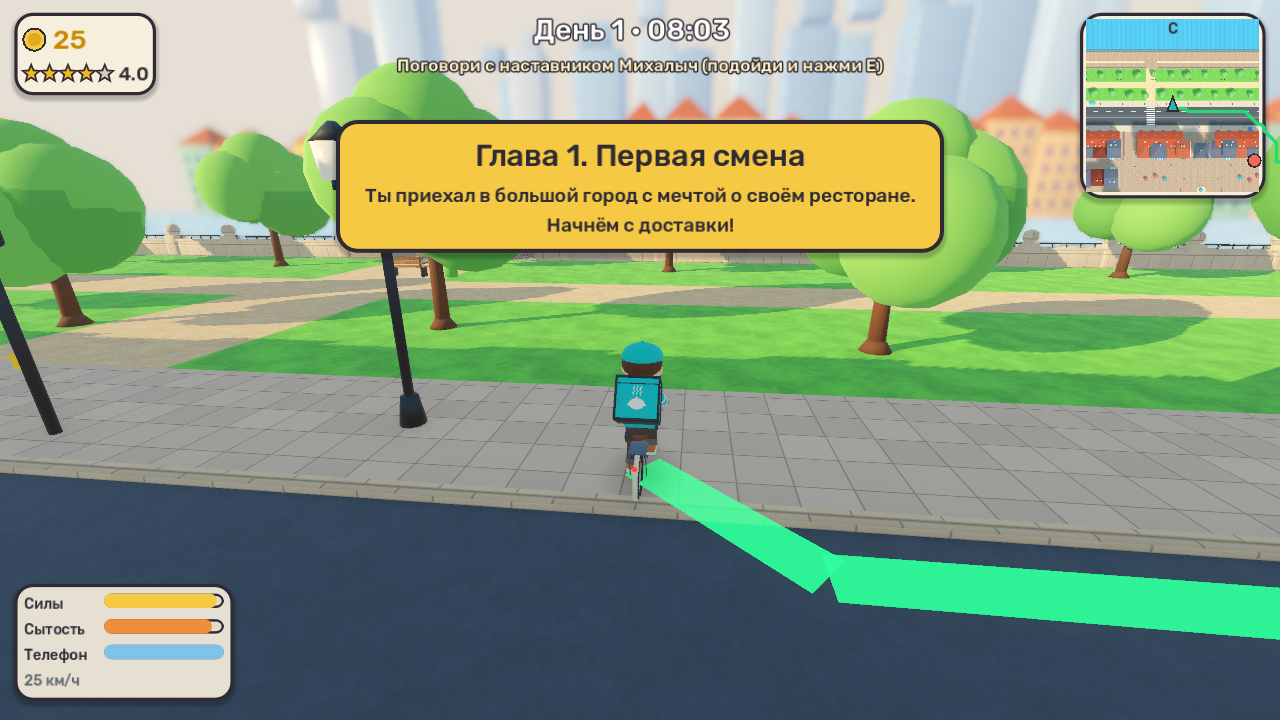 25
4.0
День 1 • 08:03
Поговори с наставником Михалыч (подойди и нажми E)
С
Глава 1. Первая смена
Ты приехал в большой город с мечтой о своём ресторане.
Начнём с доставки!
Силы
Сытость
Телефон
25 км/ч